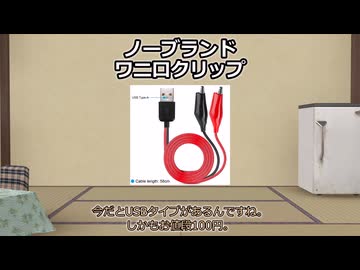 ノーブランド
ワニ口クリップ
USB Type-A
Cable length: 58cm
今だとUSBタイプがあるんですね。
しかもお値段100円。